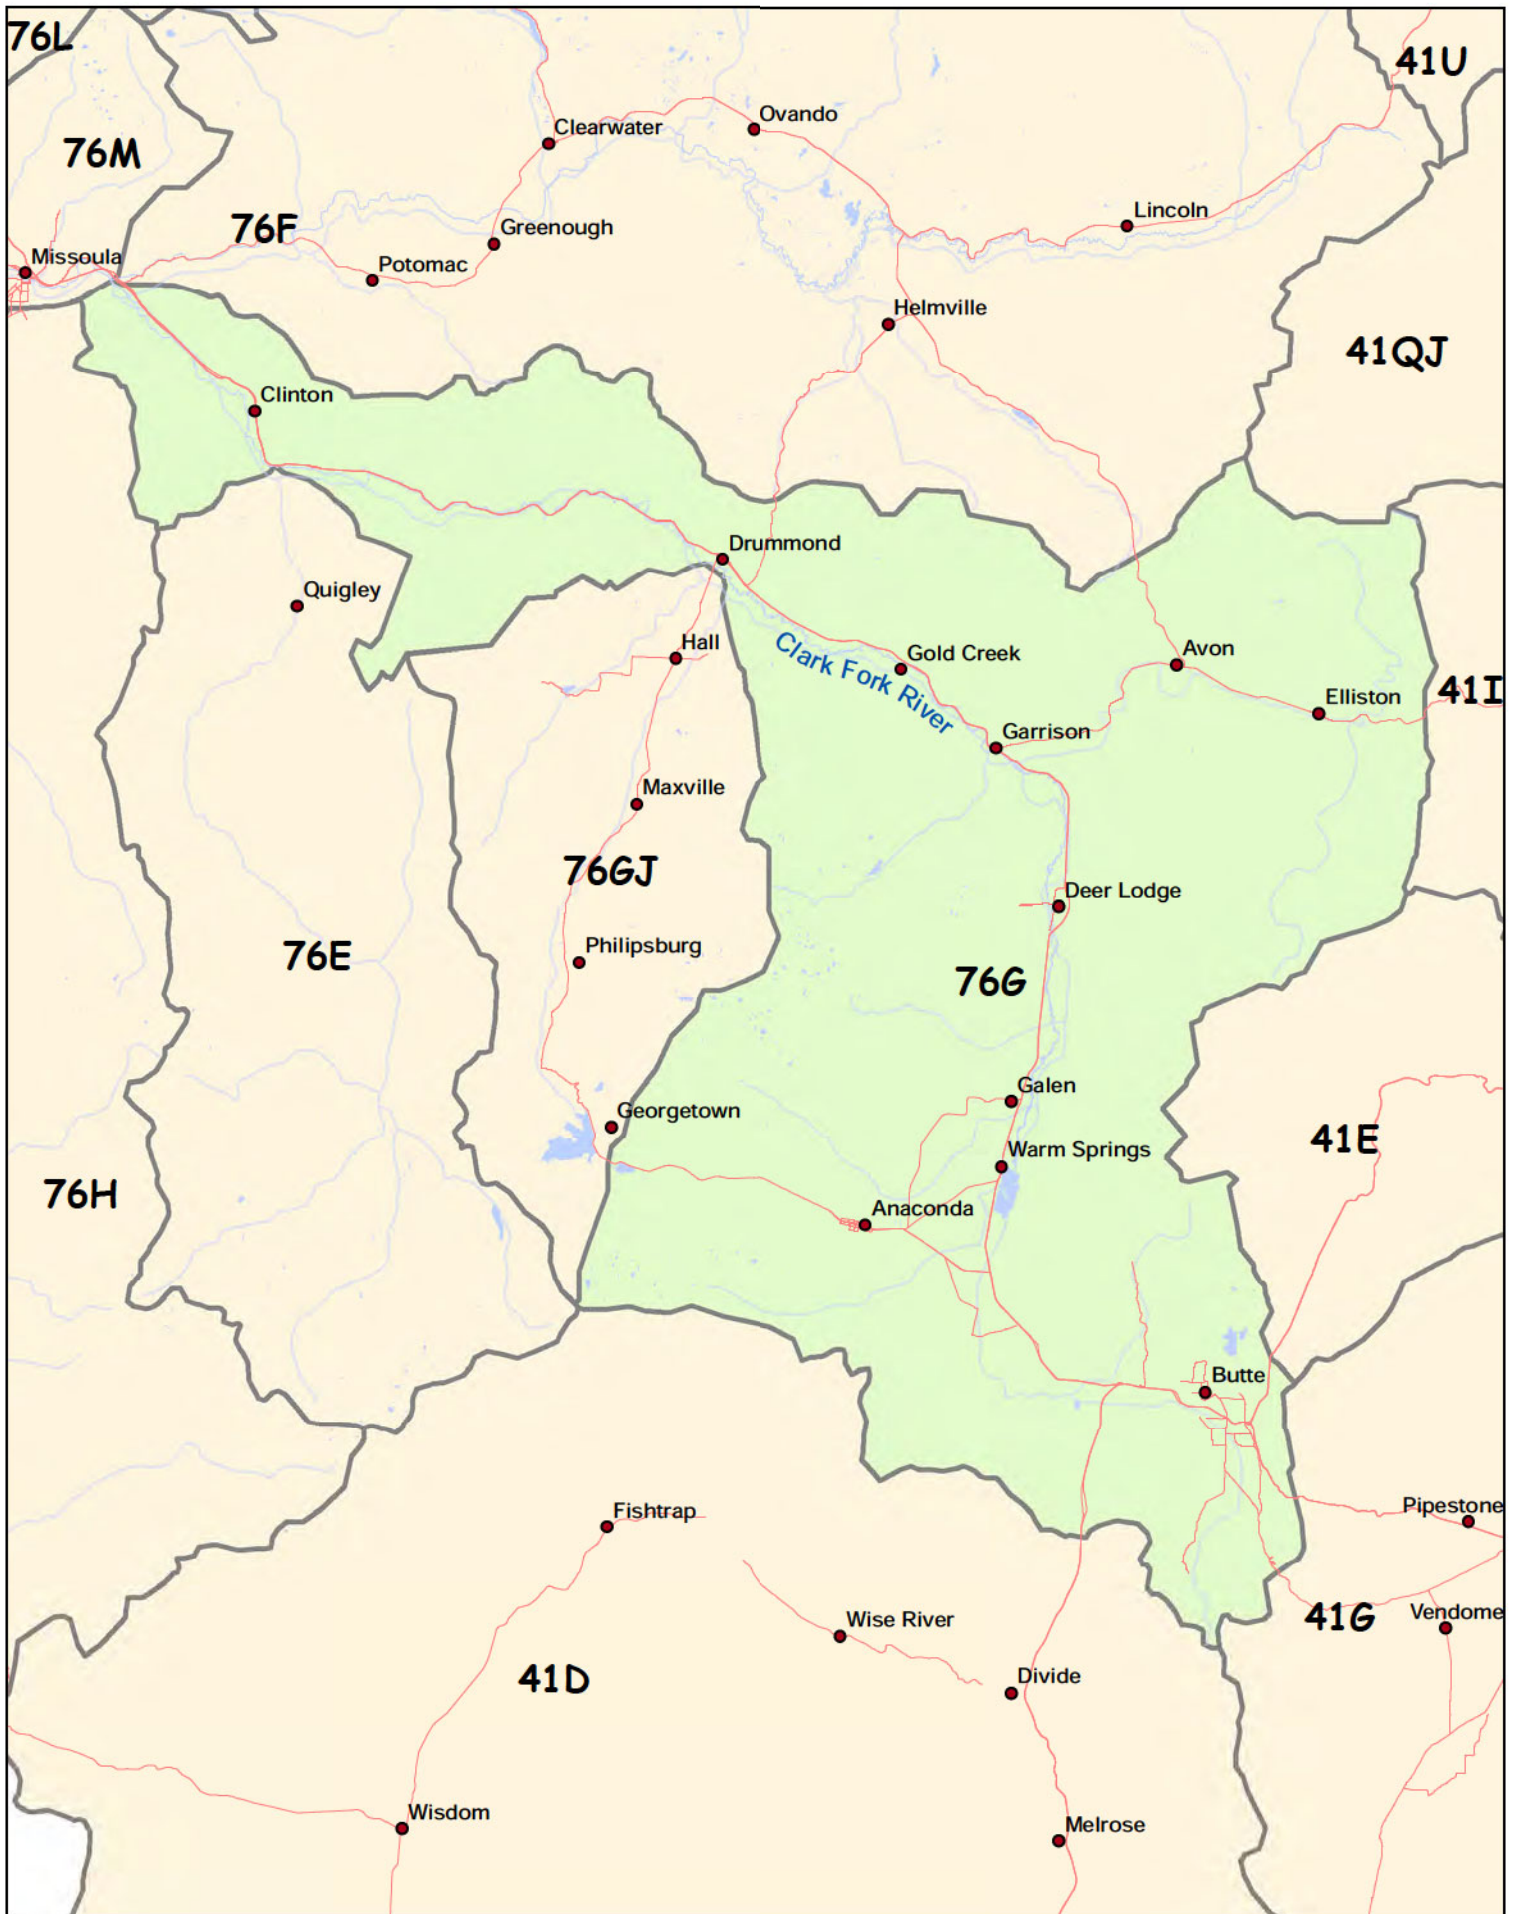 76L
41U
Ovando
Clearwater
76M
Lincoln
76F
Greenough
Missoula
Potomac
Helmville
41QJ
Clinton
Drummond
Quigley
Hall
Gold Creek
Avon
Clark Fork River
Elliston
41I
Garrison
Maxville
76GJ
Deer Lodge
Philipsburg
76E
76G
Galen
Georgetown
41E
Warm Springs
76H
Anaconda
Butte
Fishtrap
Pipestone
Wise River
41G
Vendome
41D
Divide
Wisdom
Melrose